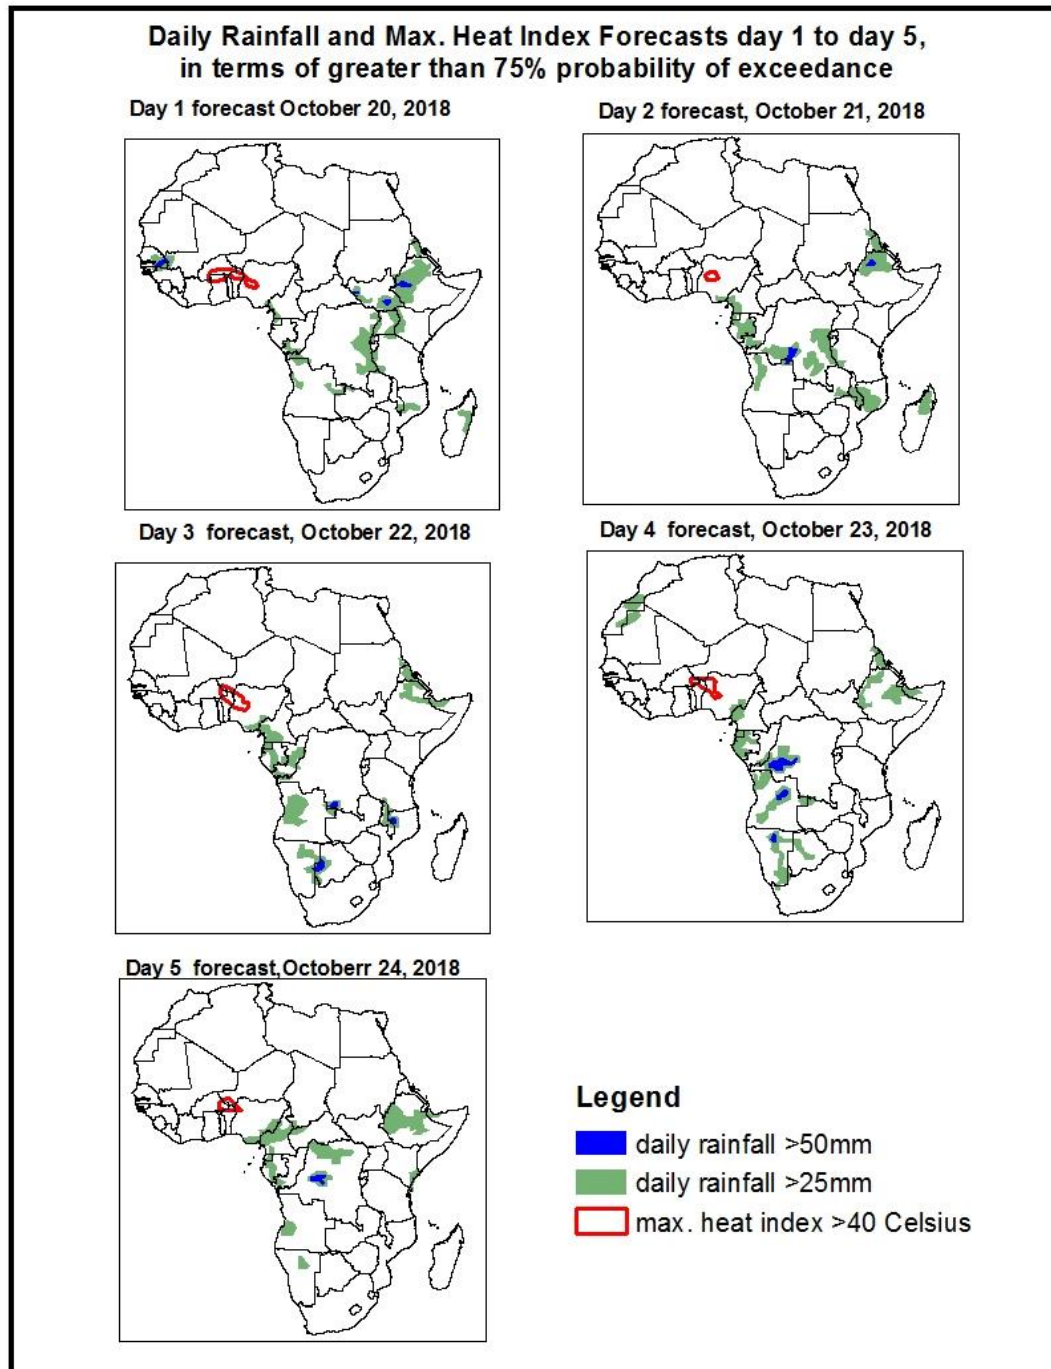 Daily Rainfall and Max. Heat Index Forecasts day 1 to day 5,
in terms of greater than 75% probability of exceedance
Day 1 forecast October 20, 2018
Day 2 forecast, October 21, 2018
Day 3 forecast, October 22, 2018
Day 4 forecast, October 23, 2018
Day 5 forecast,Octoberr 24, 2018
Legend
daily rainfall >50mm
daily rainfall >25mm
max. heat index >40 Celsius